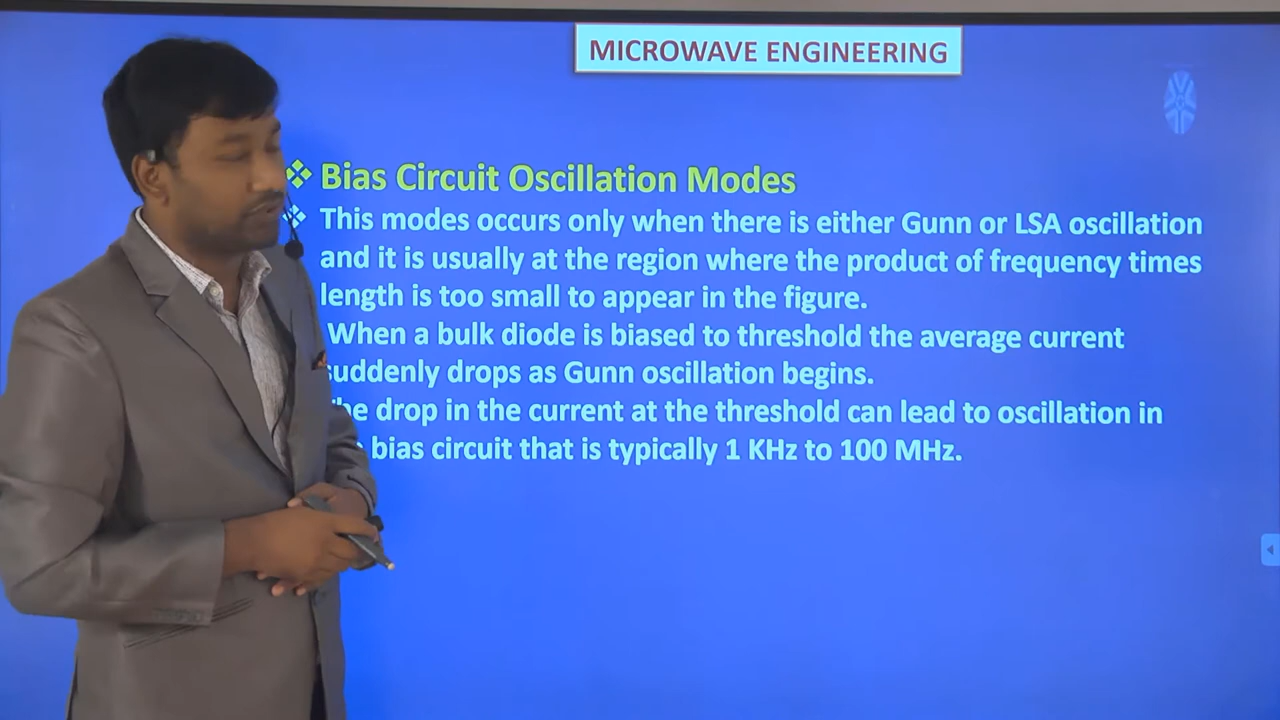 MICROWAVE ENGINEERING
Bias Circuit Oscillation Modes
This modes occurs only when there is either Gunn or LSA oscillation
and it is usually at the region where the product of frequency times
length is too small to appear in the figure.
When a bulk diode is biased to threshold the average current
suddenly drops as Gunn oscillation begins.
The drop in the current at the threshold can lead to oscillation in
bias circuit that is typically 1 KHz to 100 MHz.